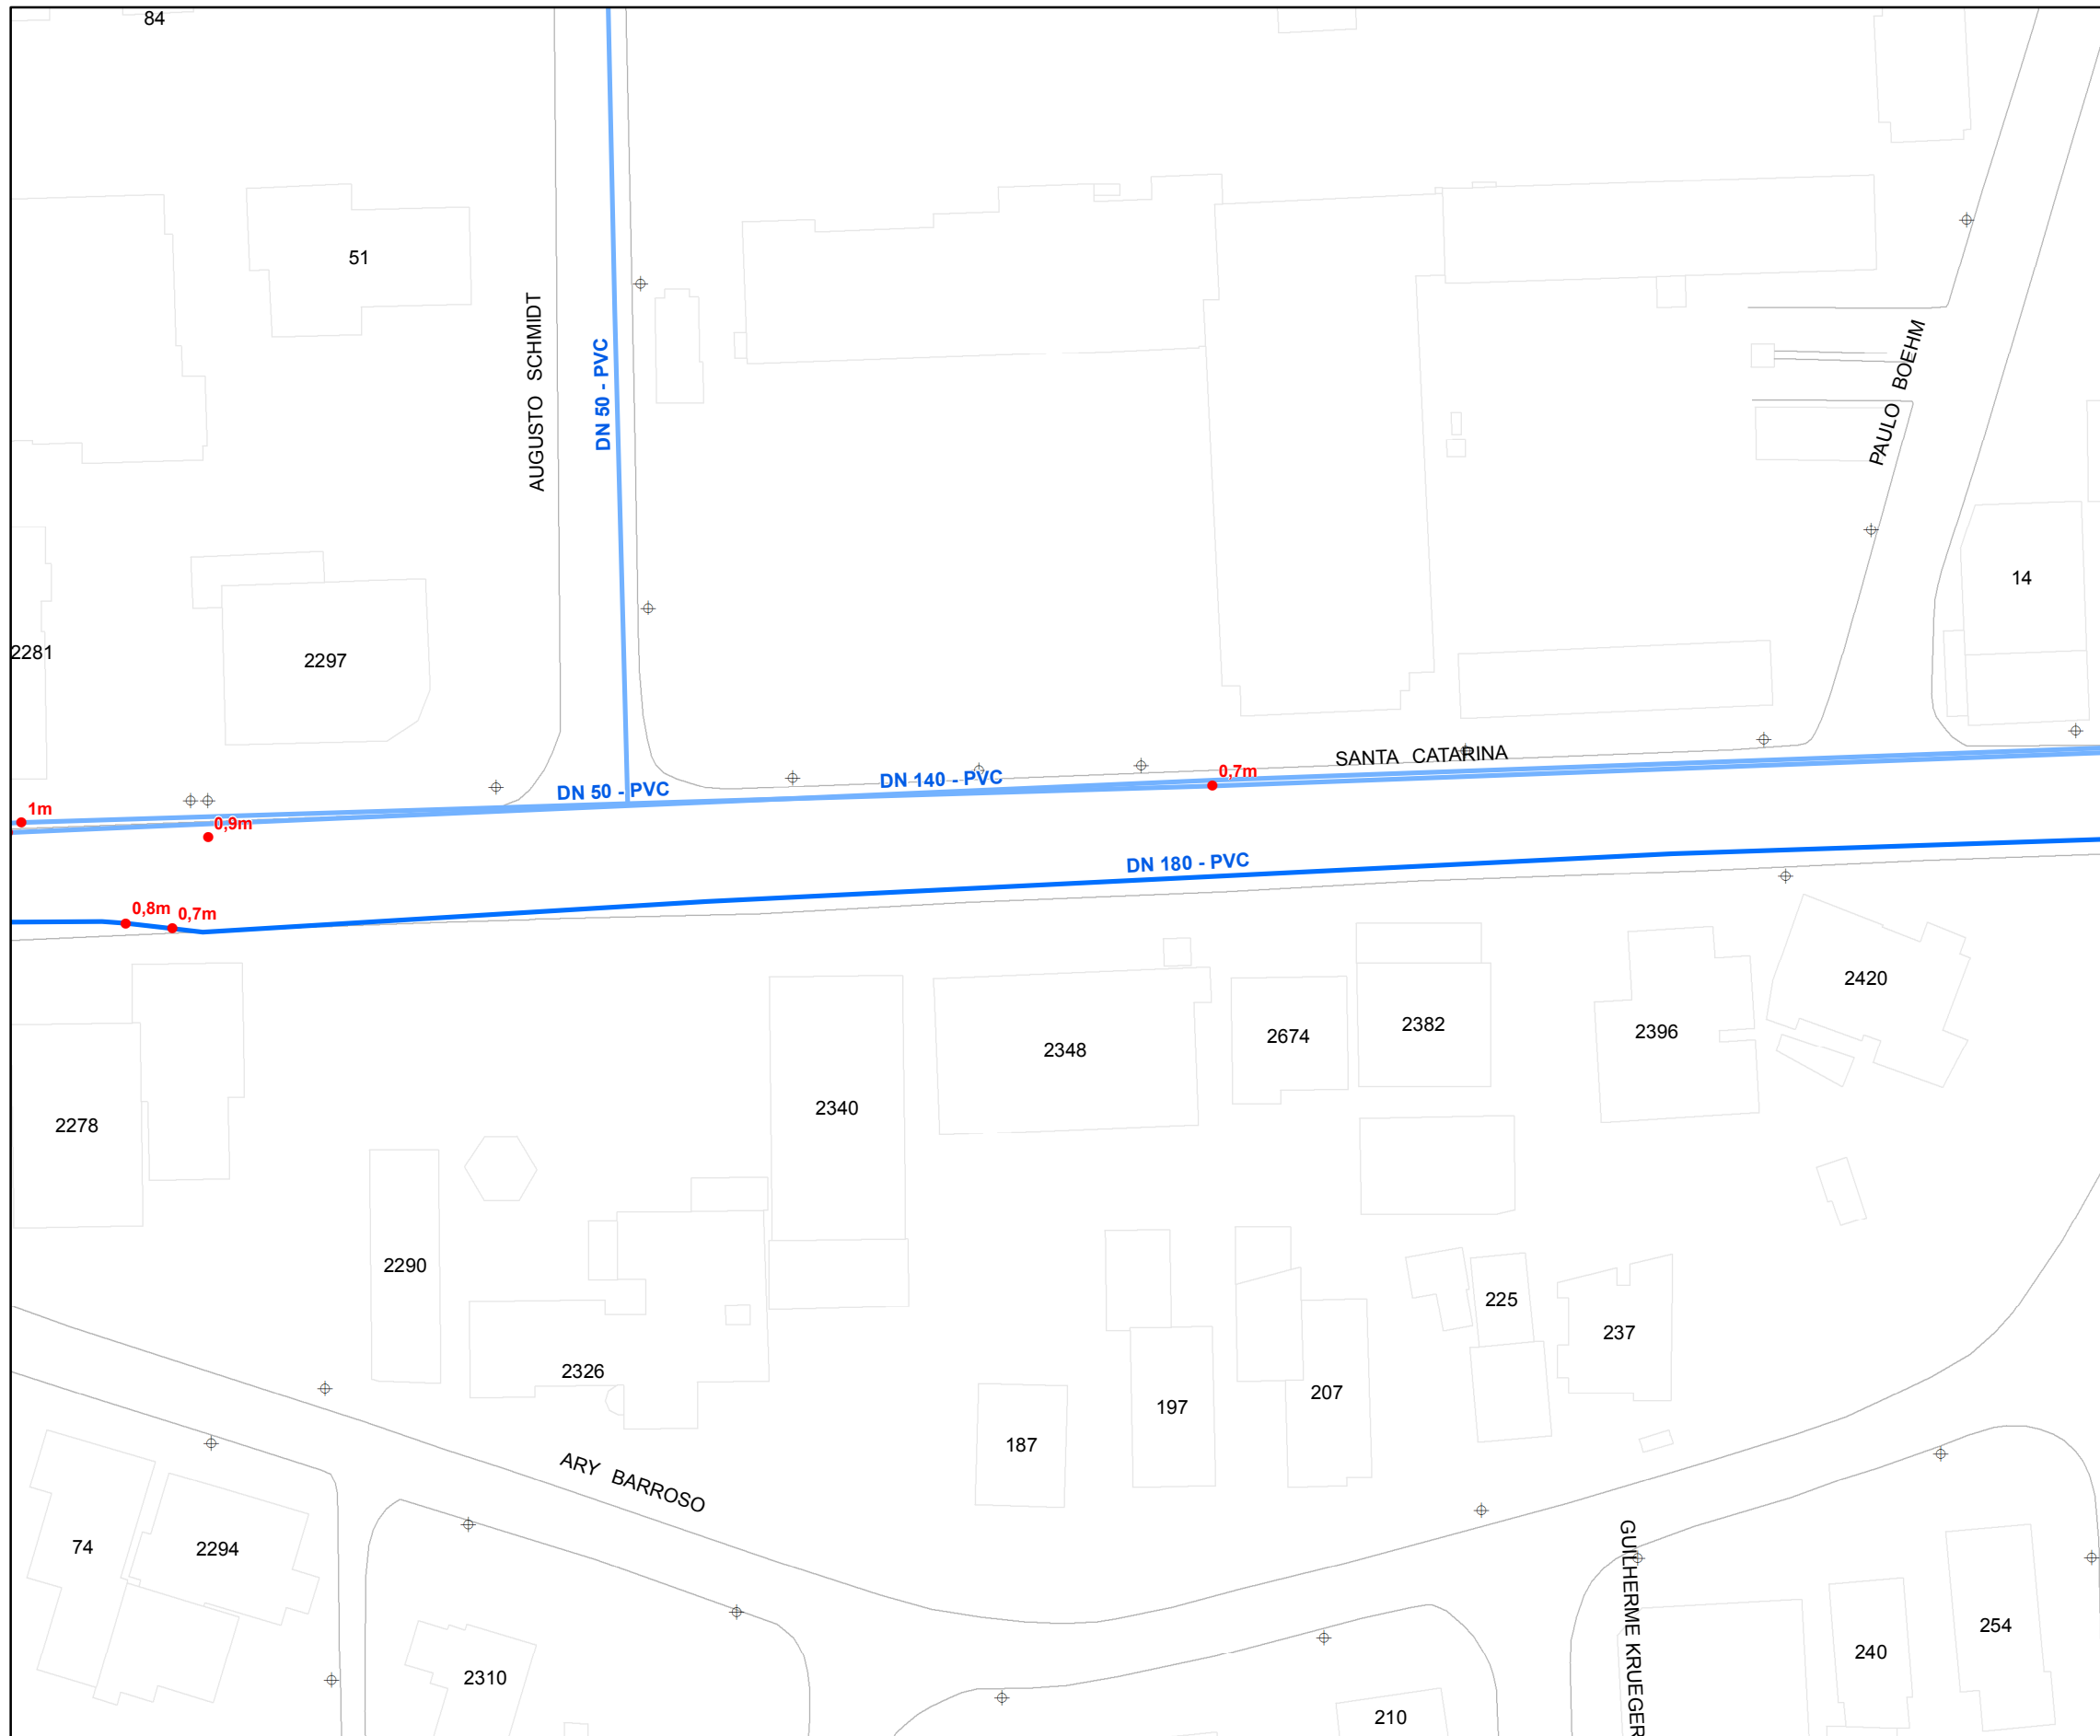 84
51
AUGUSTO SCHMIDT
DN 50 - PVC
PAULO BOEHM
14
2281
2297
SANTA CATARINA
DN 50 - PVC
DN 140 - PVC
0,7m
1m
0,9m
DN 180 - PVC
0,8m
0,7m
2420
2382
2396
2674
2348
2340
2278
2290
225
237
2326
207
197
187
ARY BARROSO
74
2294
GUILHERME KRUEGER
254
240
2310
210